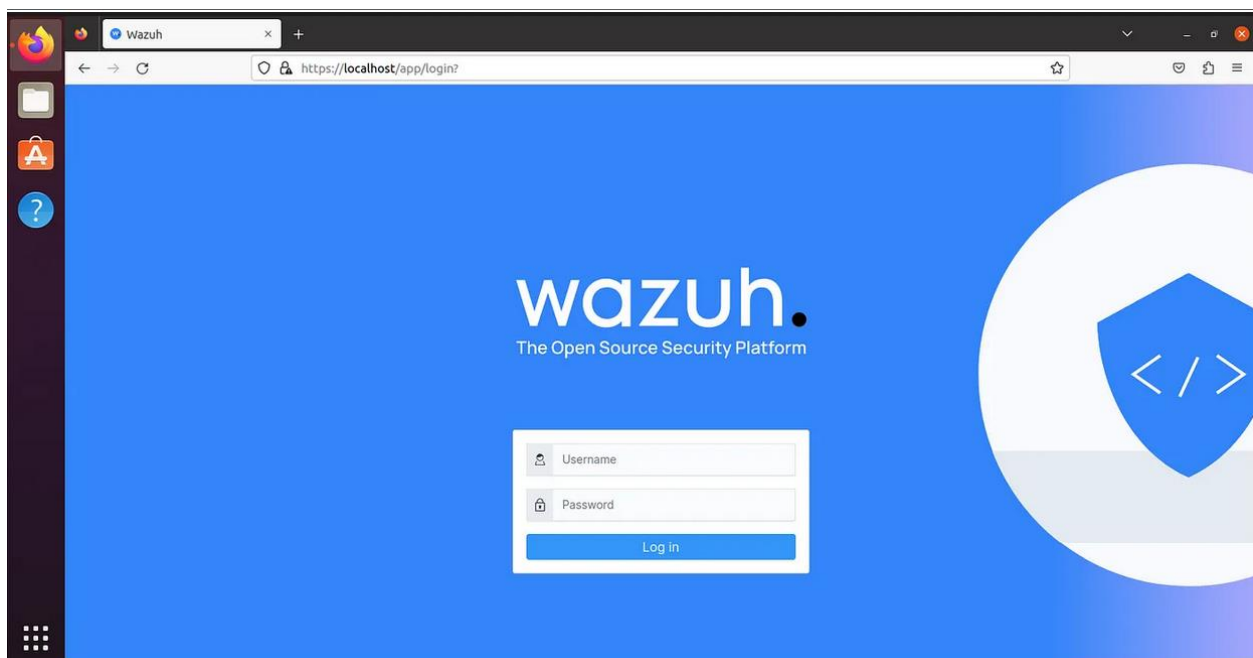 Wazuh
https://localhost/app/login?
wazuh.
The Open Source Security Platform
</>
Username
Password
Log in